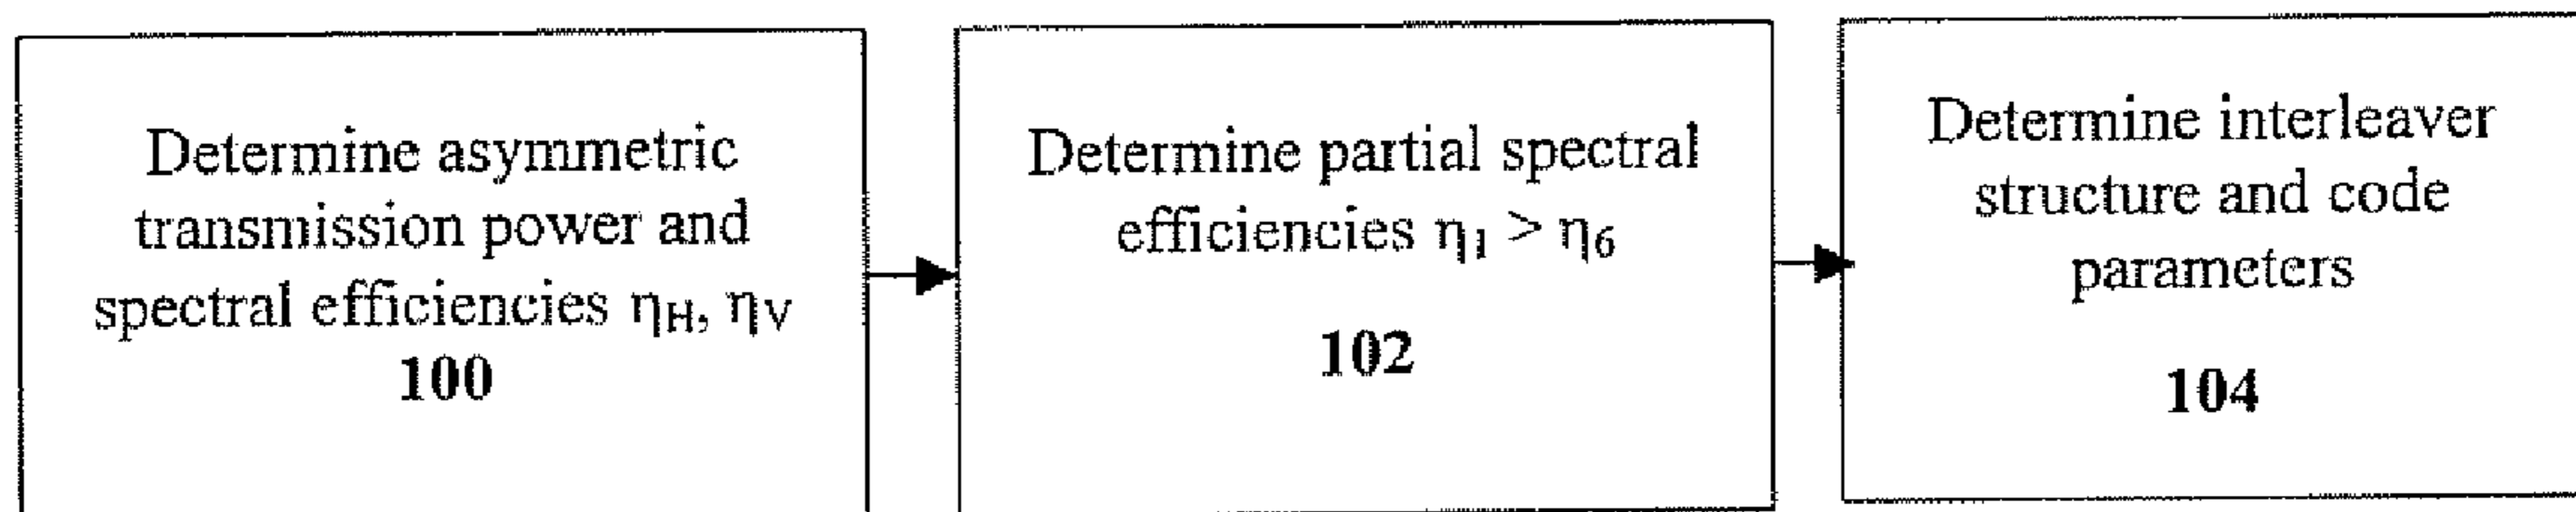 Determine asymmetric
transmission power and
spectral efficiencies ηH, ηV
100
Determine partial spectral
efficiencies η1 > η6
102
Determine interleaver
structure and code
parameters
104